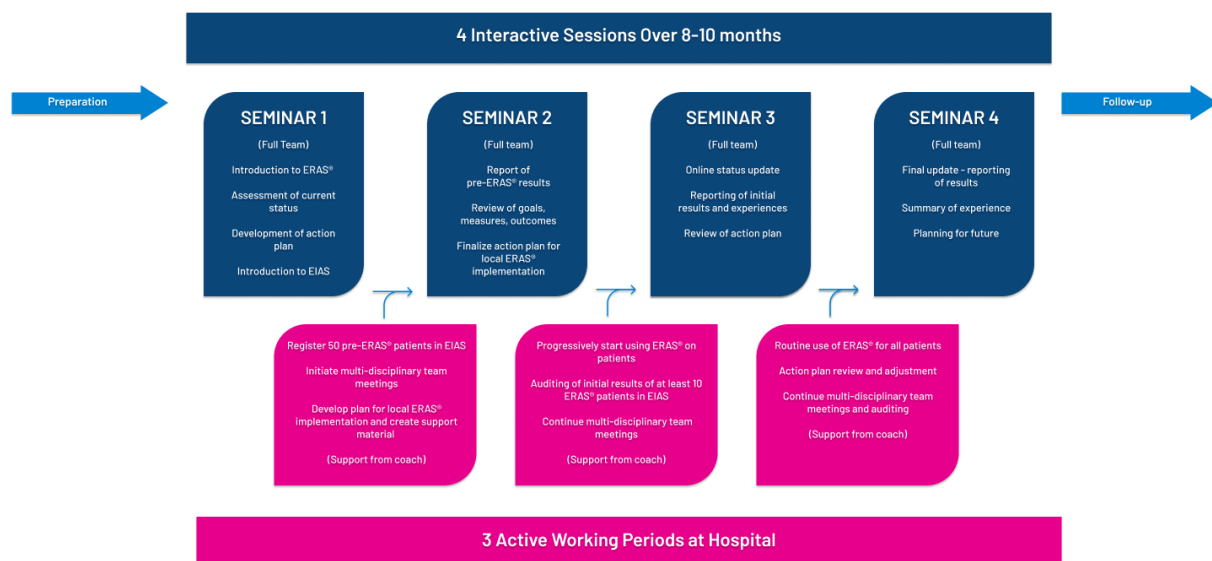 4 Interactive Sessions Over 8-10 months
Preparation
Follow-up
SEMINAR 1
(Full Team)
Introduction to ERAS®
Assessment of current
status
Development of action
plan
Introduction to EIAS
SEMINAR 2
(Full team)
Report of
pre-ERAS® results
Review of goals,
measures, outcomes
Finalize action plan for
local ERAS®
implementation
SEMINAR 3
(Full team)
Online status update
Reporting of initial
results and experiences
Review of action plan
SEMINAR 4
(Full team)
Final update - reporting
of results
Summary of experience
Planning for future
Register 50 pre-ERAS® patients in EIAS
Initiate multi-disciplinary team
meetings
Develop plan for local ERAS®
implementation and create support
material
(Support from coach)
Progressively start using ERAS® on
patients
Auditing of initial results of at least 10
ERAS® patients in EIAS
Continue multi-disciplinary team
meetings
(Support from coach)
Routine use of ERAS® for all patients
Action plan review and adjustment
Continue multi-disciplinary team
meetings and auditing
(Support from coach)
3 Active Working Periods at Hospital